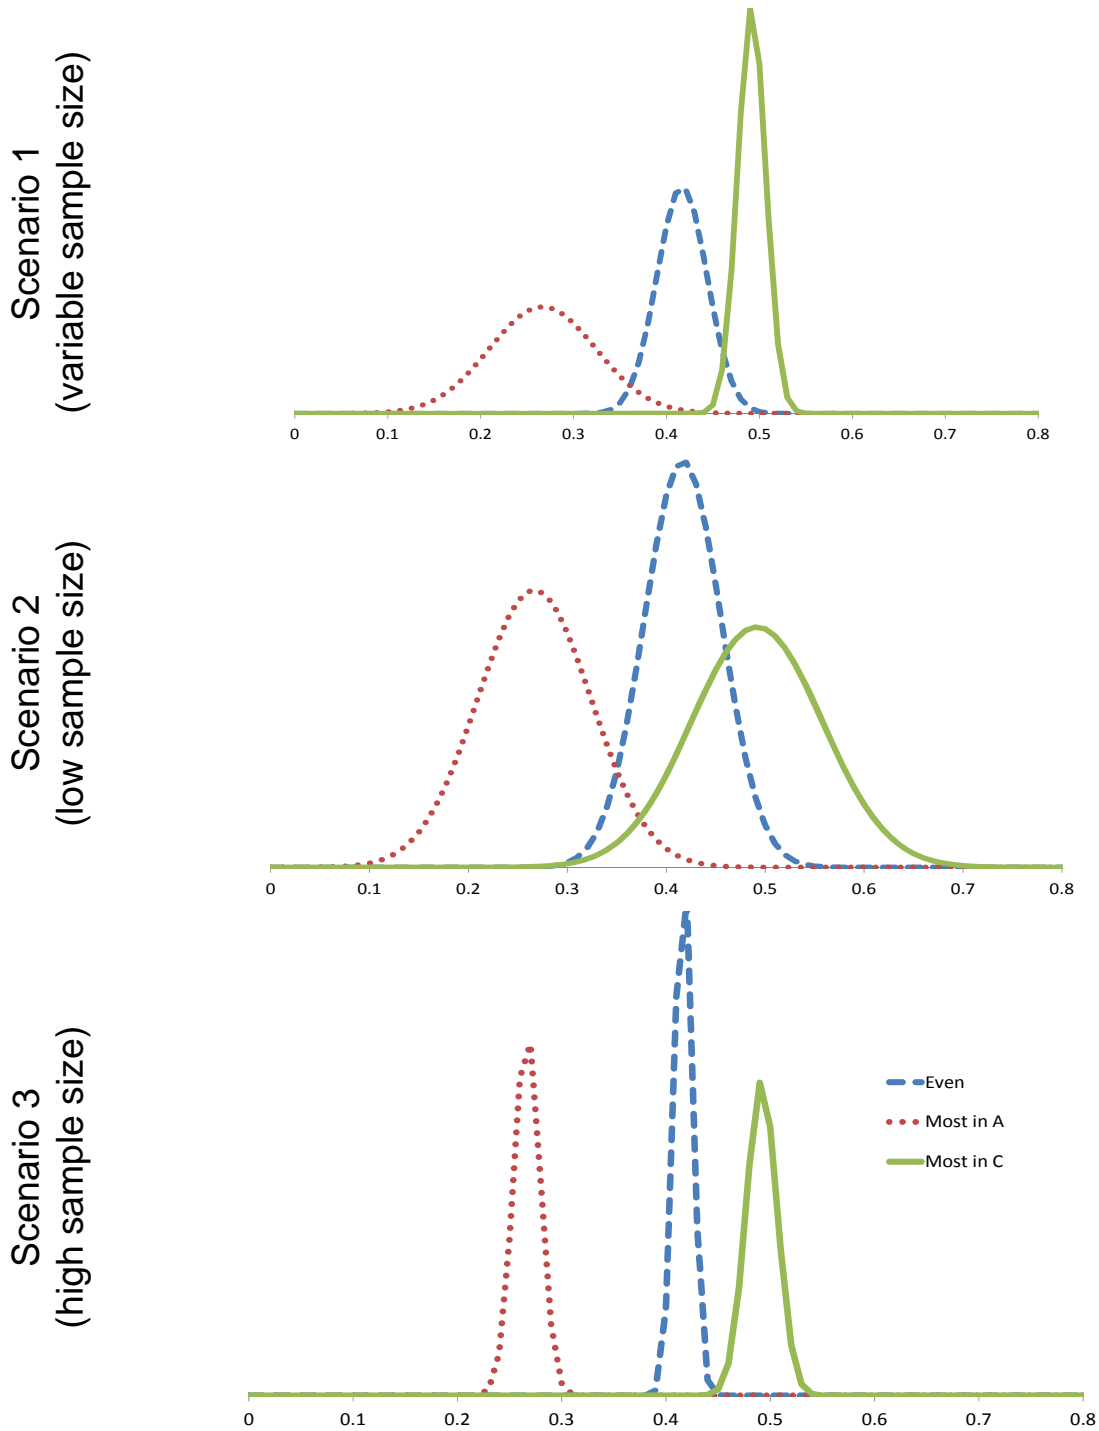 Scenario 1
(variable sample size)
0 0.1 0.2 0.3 0.4 0.5 0.6 0.7 0.8
Scenario 2
(low sample size)
0 0.1 0.2 0.3 0.4 0.5 0.6 0.7 0.8
Scenario 3
(high sample size)
Even
Most in A
Most in C
0 0.1 0.2 0.3 0.4 0.5 0.6 0.7 0.8